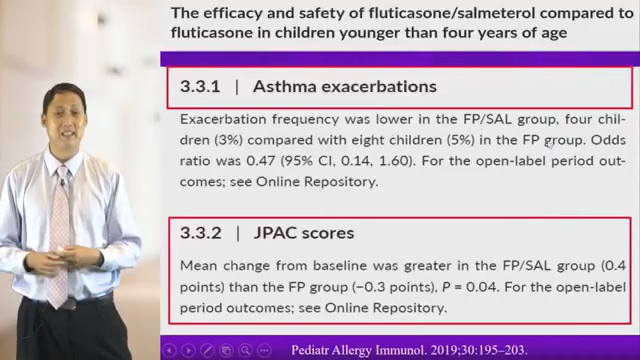 The efficacy and safety of fluticasone/salmeterol compared to
fluticasone in children younger than four years of age
3.3.1 | Asthma exacerbations
Exacerbation frequency was lower in the FP/SAL group, four chil-
dren (3%) compared with eight children (5%) in the FP group. Odds
ratio was 0.47 (95% CI, 0.14, 1.60). For the open-label period out-
comes; see Online Repository.
3.3.2 | JPAC scores
Mean change from baseline was greater in the FP/SAL group (0.4
points) than the FP group (−0.3 points), P = 0.04. For the open-label
period outcomes; see Online Repository.
Pediatr Allergy Immunol. 2019;30:195–203.